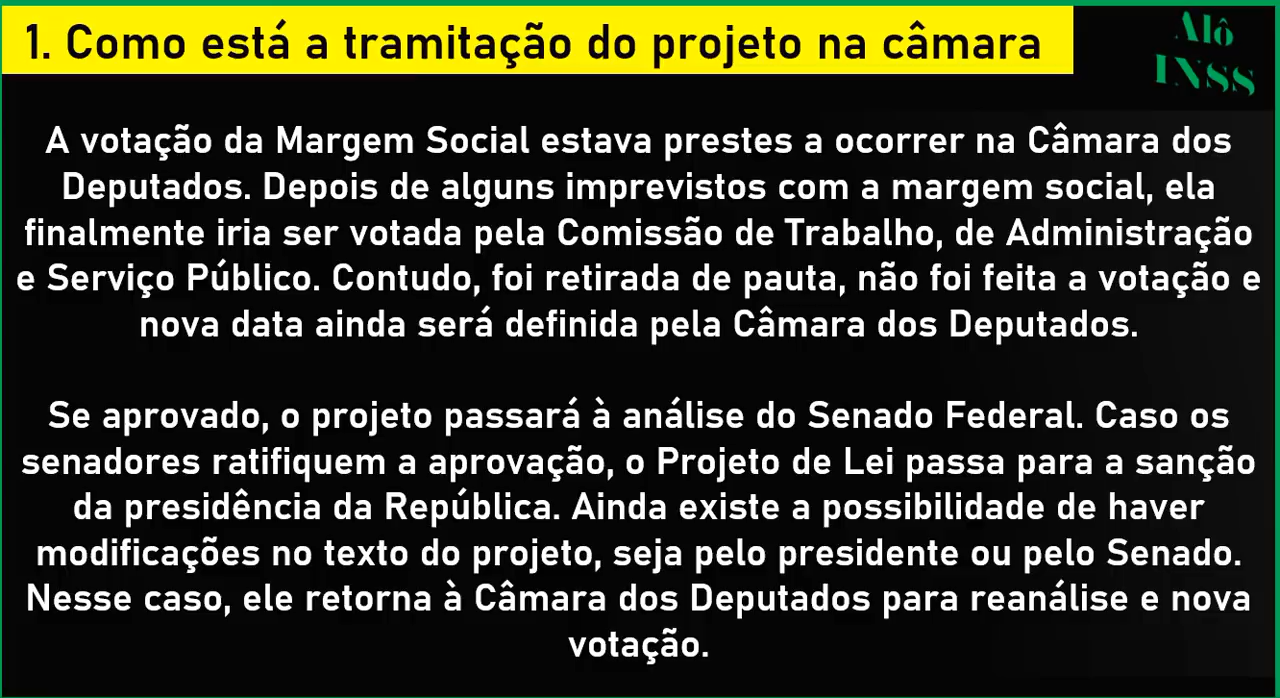 1. Como está a tramitação do projeto na câmara
Alô
INSS
A votação da Margem Social estava prestes a ocorrer na Câmara dos
Deputados. Depois de alguns imprevistos com a margem social, ela
finalmente iria ser votada pela Comissão de Trabalho, de Administração
e Serviço Público. Contudo, foi retirada de pauta, não foi feita a votação e
nova data ainda será definida pela Câmara dos Deputados.
Se aprovado, o projeto passará à análise do Senado Federal. Caso os
senadores ratifiquem a aprovação, o Projeto de Lei passa para a sanção
da presidência da República. Ainda existe a possibilidade de haver
modificações no texto do projeto, seja pelo presidente ou pelo Senado.
Nesse caso, ele retorna à Câmara dos Deputados para reanálise e nova
votação.